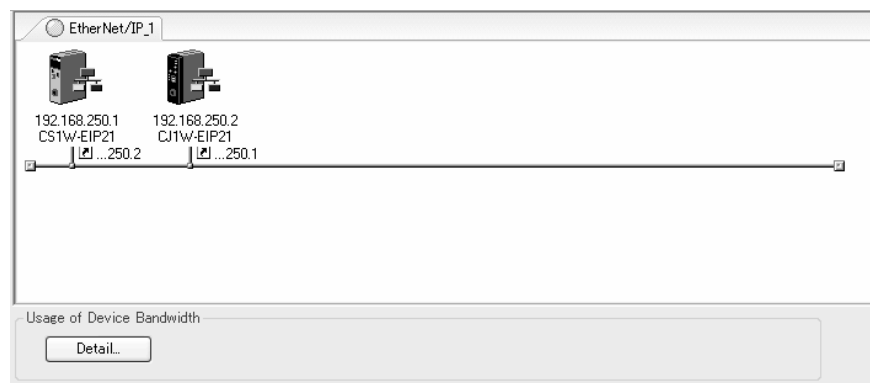 EtherNet/IP_1
192.168.250.1 192.168.250.2
CS1W-EIP21 CJ1W-EIP21
...250.2 ...250.1
Usage of Device Bandwidth
Detail...